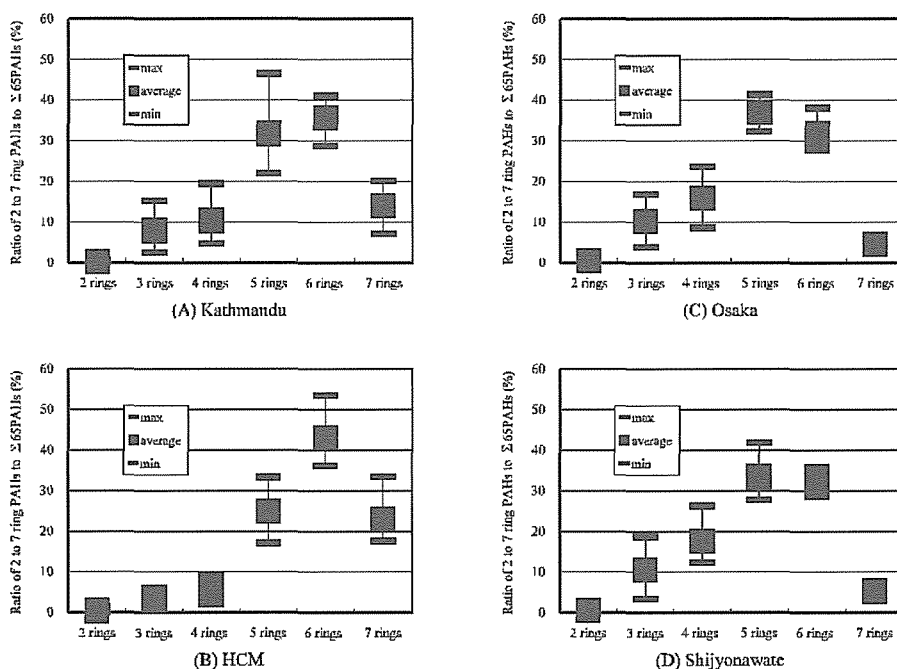 Ratio of 2 to 7 ring PAHs to Σ65PAHs (%)
60
50
40
30
20
10
0
max
average
min
2 rings
3 rings
4 rings
5 rings
6 rings
7 rings
(A) Kathmandu
Ratio of 2 to 7 ring PAHs to Σ65PAHs (%)
60
50
40
30
20
10
0
max
average
min
2 rings
3 rings
4 rings
5 rings
6 rings
7 rings
(C) Osaka
Ratio of 2 to 7 ring PAHs to Σ65PAHs (%)
60
50
40
30
20
10
0
max
average
min
2 rings
3 rings
4 rings
5 rings
6 rings
7 rings
(B) HCM
Ratio of 2 to 7 ring PAHs to Σ65PAHs (%)
60
50
40
30
20
10
0
max
average
min
2 rings
3 rings
4 rings
5 rings
6 rings
7 rings
(D) Shijyonawate